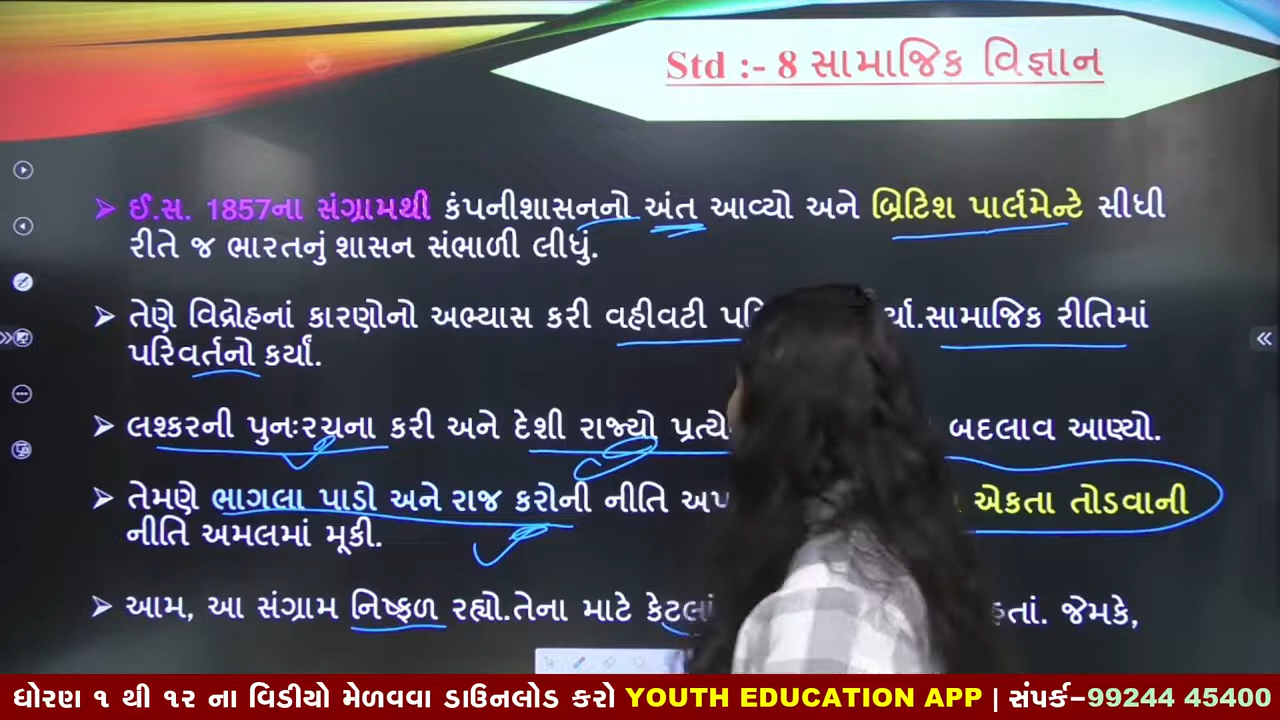 Std :- 8 સામાજિક વિજ્ઞાન
➤ ઈ.સ. 1857ના સંગ્રામથી કંપનીશાસનનો અંત આવ્યો અને બ્રિટિશ પાર્લમેન્ટે સીધી
રીતે જ ભારતનું શાસન સંભાળી લીધું.
➤ તેણે વિદ્રોહનાં કારણોનો અભ્યાસ કરી વહીવટી સામાજિક રીતિમાં
પરિવર્તનો કર્યાં.
➤ લશ્કરની પુનઃરચના કરી અને દેશી રાજ્યો બદલાવ આણ્યો.
➤ તેમણે ભાગલા પાડો અને રાજ કરોની નીતિ એકતા તોડવાની
નીતિ અમલમાં મૂકી.
➤ આમ, આ સંગ્રામ નિષ્ફળ રહ્યો.તેના માટે જેમકે,
ધોરણ ૧ થી ૧૨ ના વિડીયો મેળવવા ડાઉનલોડ કરો YOUTH EDUCATION APP | સંપર્ક-99244 45400